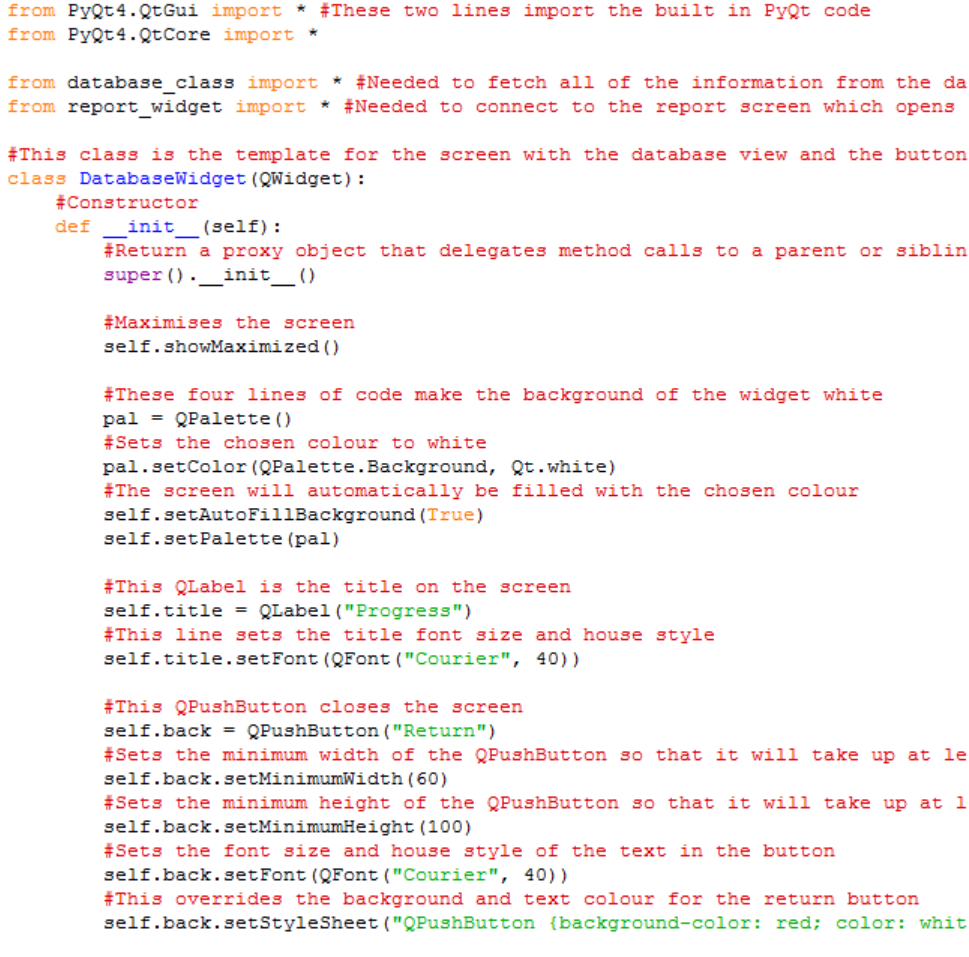 from PyQt4.QtGui import * #These two lines import the built in PyQt code
from PyQt4.QtCore import *
from database_class import * #Needed to fetch all of the information from the da
from report_widget import * #Needed to connect to the report screen which opens
#This class is the template for the screen with the database view and the button
class DatabaseWidget(QWidget):
#Constructor
def __init__(self):
#Return a proxy object that delegates method calls to a parent or siblin
super().__init__()
#Maximises the screen
self.showMaximized()
#These four lines of code make the background of the widget white
pal = QPalette()
#Sets the chosen colour to white
pal.setColor(QPalette.Background, Qt.white)
#The screen will automatically be filled with the chosen colour
self.setAutoFillBackground(True)
self.setPalette(pal)
#This QLabel is the title on the screen
self.title = QLabel("Progress")
#This line sets the title font size and house style
self.title.setFont(QFont("Courier", 40))
#This QPushButton closes the screen
self.back = QPushButton("Return")
#Sets the minimum width of the QPushButton so that it will take up at le
self.back.setMinimumWidth(60)
#Sets the minimum height of the QPushButton so that it will take up at l
self.back.setMinimumHeight(100)
#Sets the font size and house style of the text in the button
self.back.setFont(QFont("Courier", 40))
#This overrides the background and text colour for the return button
self.back.setStyleSheet("QPushButton {background-color: red; color: whit